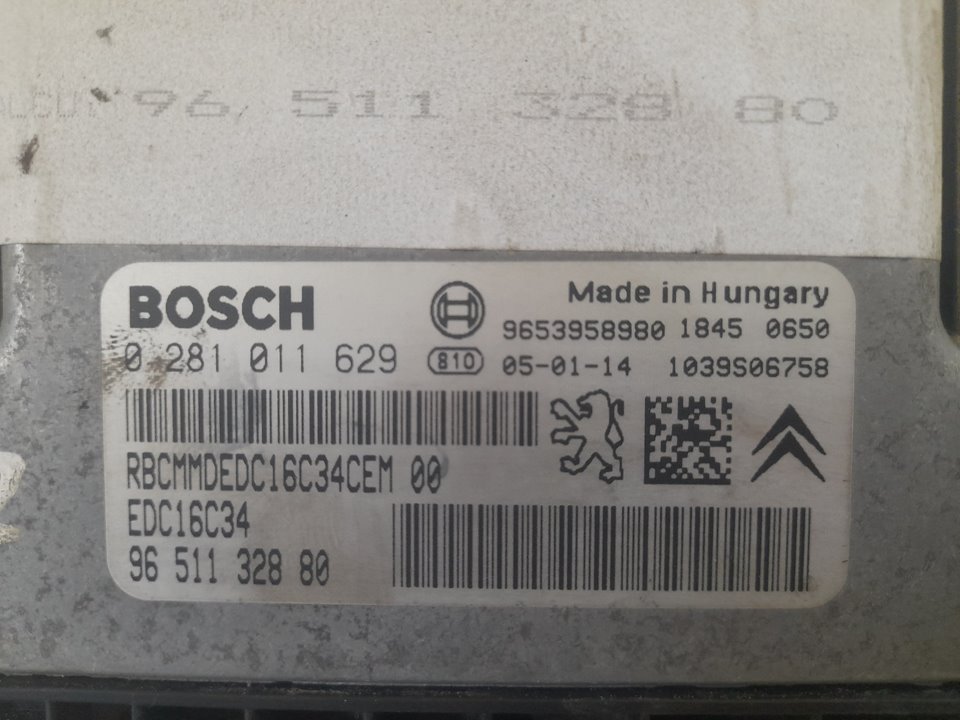 96 511 328 80
BOSCH
Made in Hungary
9653958980 1845 0650
0 281 011 629 810 05-01-14 1039S06758
RBCMMDEDC16C34CEM 00
EDC16C34
96 511 328 80